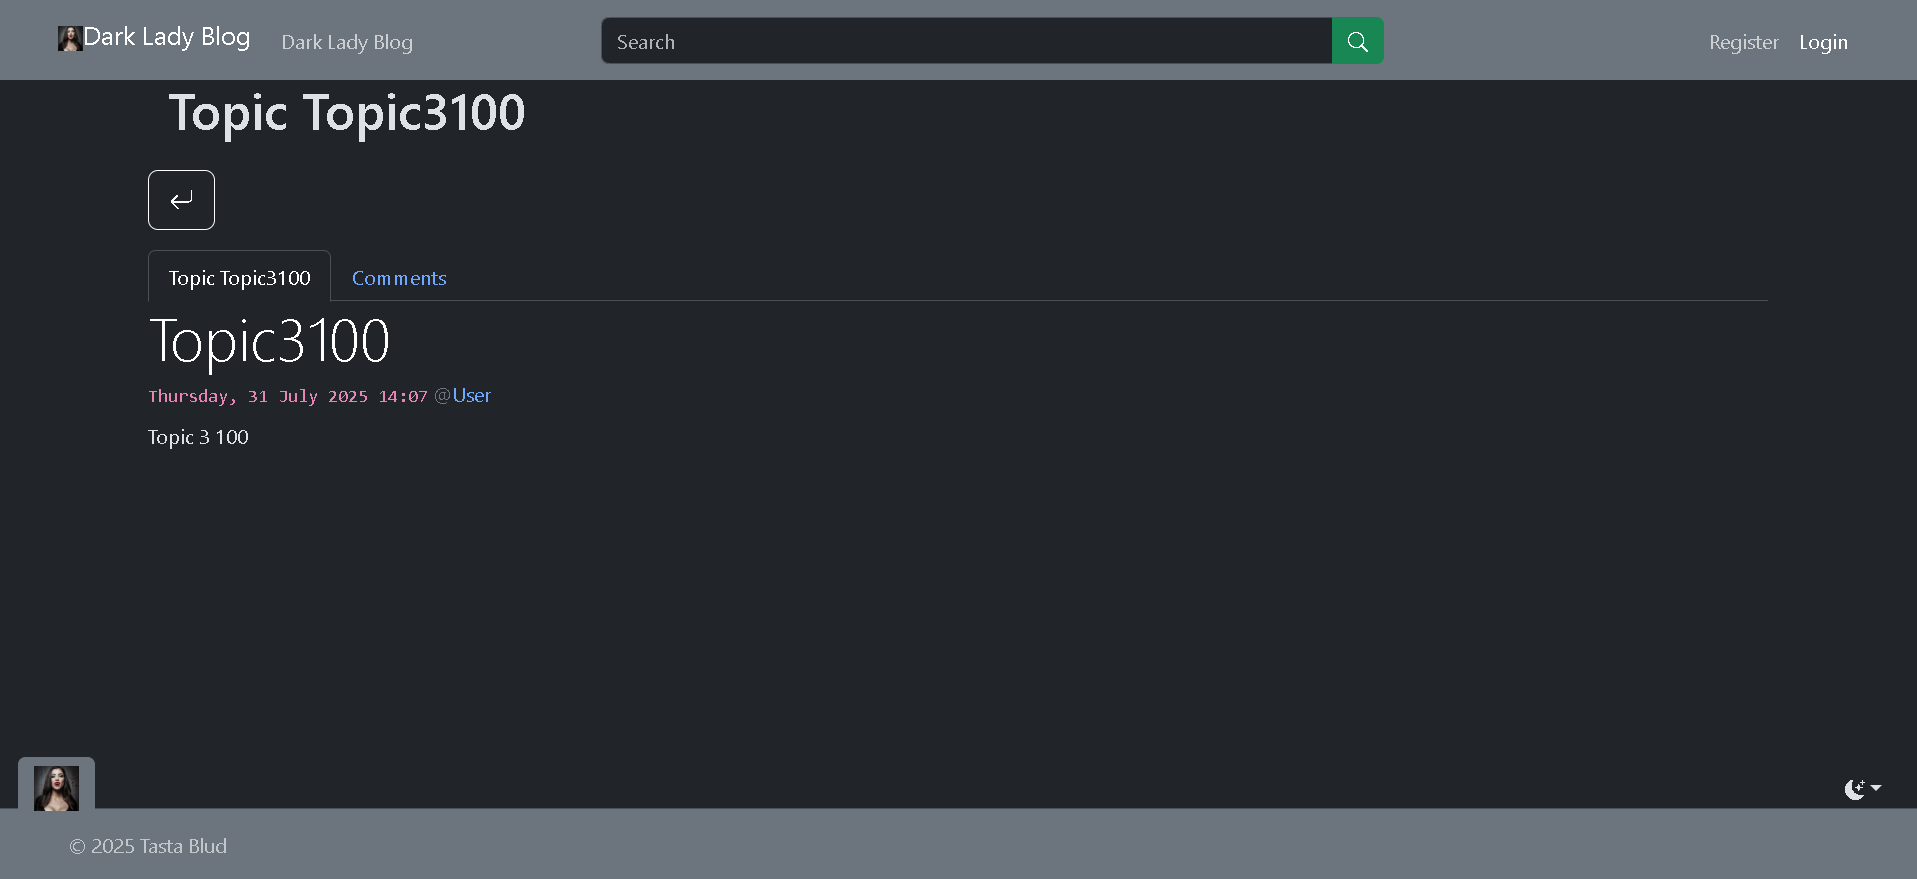 Dark Lady Blog Dark Lady Blog Search Register Login
Topic Topic3100
Topic Topic3100 Comments
Topic3100
Thursday, 31 July 2025 14:07 @User
Topic 3 100
© 2025 Tasta Blud